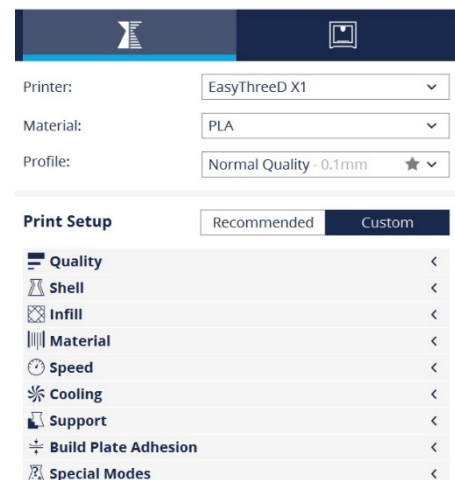 Printer: EasyThreeD X1
Material: PLA
Profile: Normal Quality - 0.1mm
Print Setup Recommended Custom
Quality
Shell
Infill
Material
Speed
Cooling
Support
Build Plate Adhesion
Special Modes